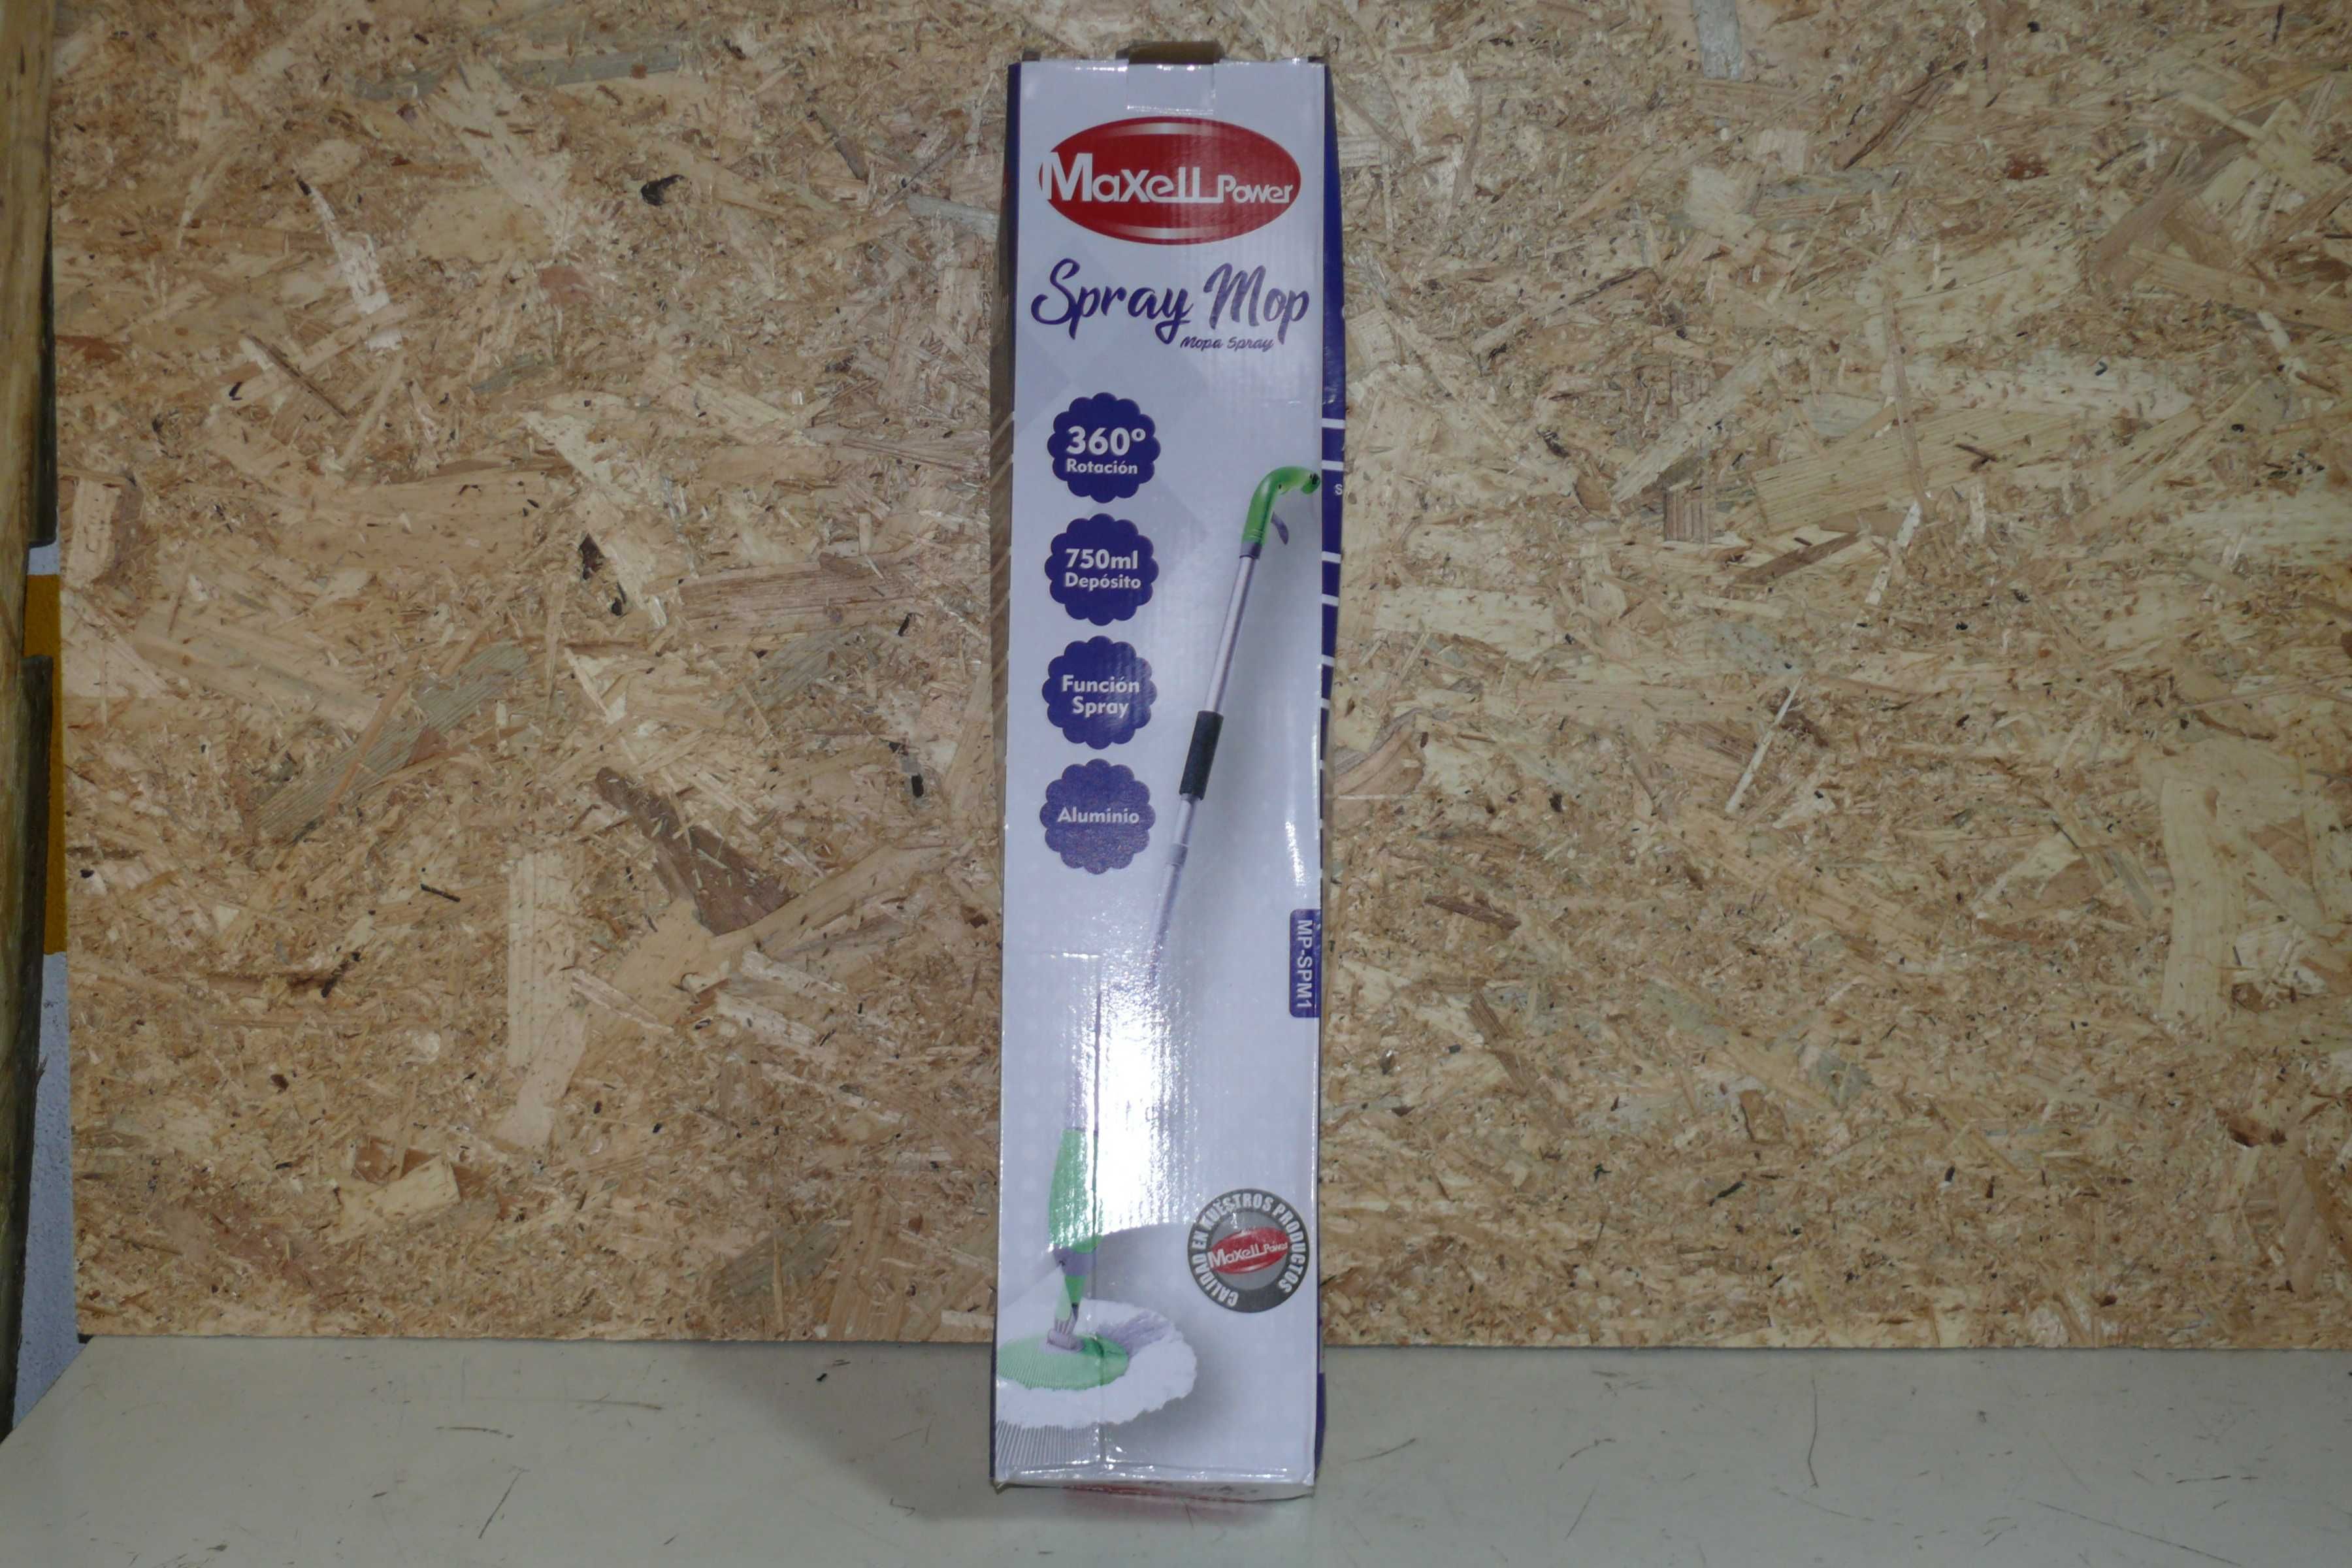 MaxellPower
Spray Mop
Mopa Spray
360º
Rotación
750ml
Depósito
Función
Spray
Aluminio
MP-SPM1
CALIDAD EN NUESTROS PRODUCTOS
MaxellPower